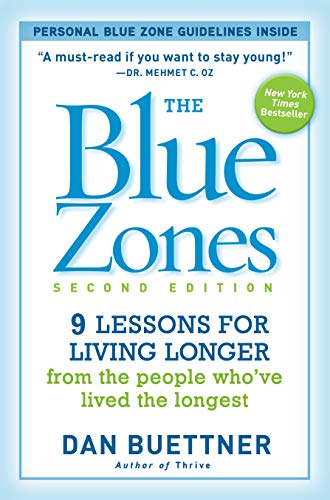 PERSONAL BLUE ZONE GUIDELINES INSIDE
“A must-read if you want to stay young!”
—DR. MEHMET C. OZ
New York
Times
Bestseller
THE
Blue
Zones
SECOND EDITION
9 LESSONS FOR
LIVING LONGER
from the people who’ve
lived the longest
DAN BUETTNER
Author of Thrive